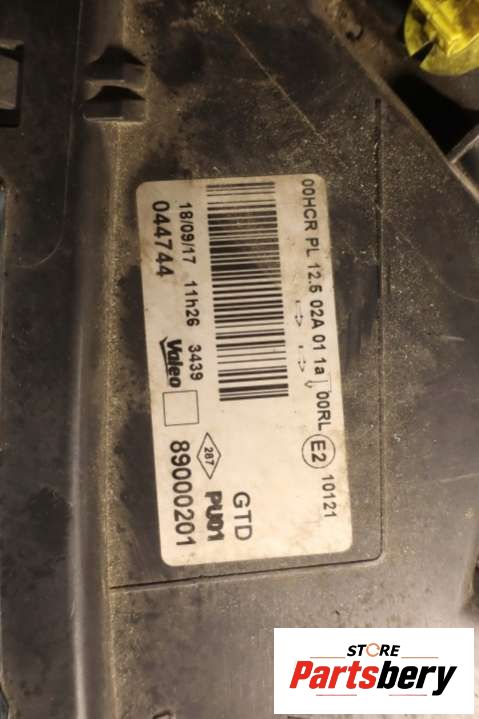 00HCR PL 12.5 02A 01 1a 00RL E2 10121
18/09/17 11h26 3439
044744
Valeo
GTD
287 PU01
89000201
STORE
Partsbery